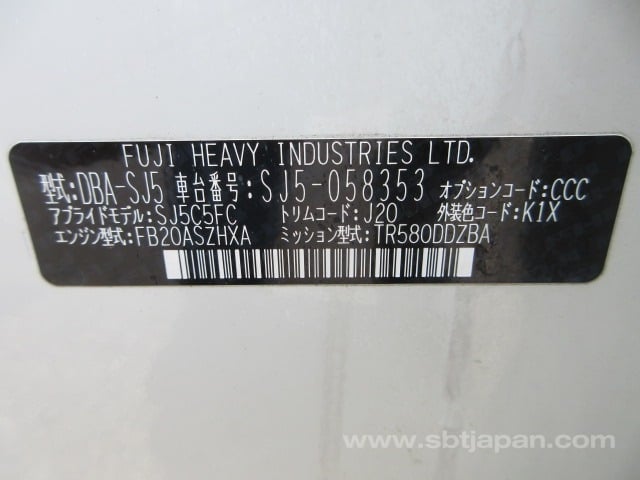 FUJI HEAVY INDUSTRIES LTD.
型式:DBA-SJ5 車台番号:SJ5-058353 オプションコード:CCC
アプライドモデル:SJ5C5FC トリムコード:J20 外装色コード:K1X
エンジン型式:FB20ASZHXA ミッション型式:TR580DDZBA
www.sbtjapan.com